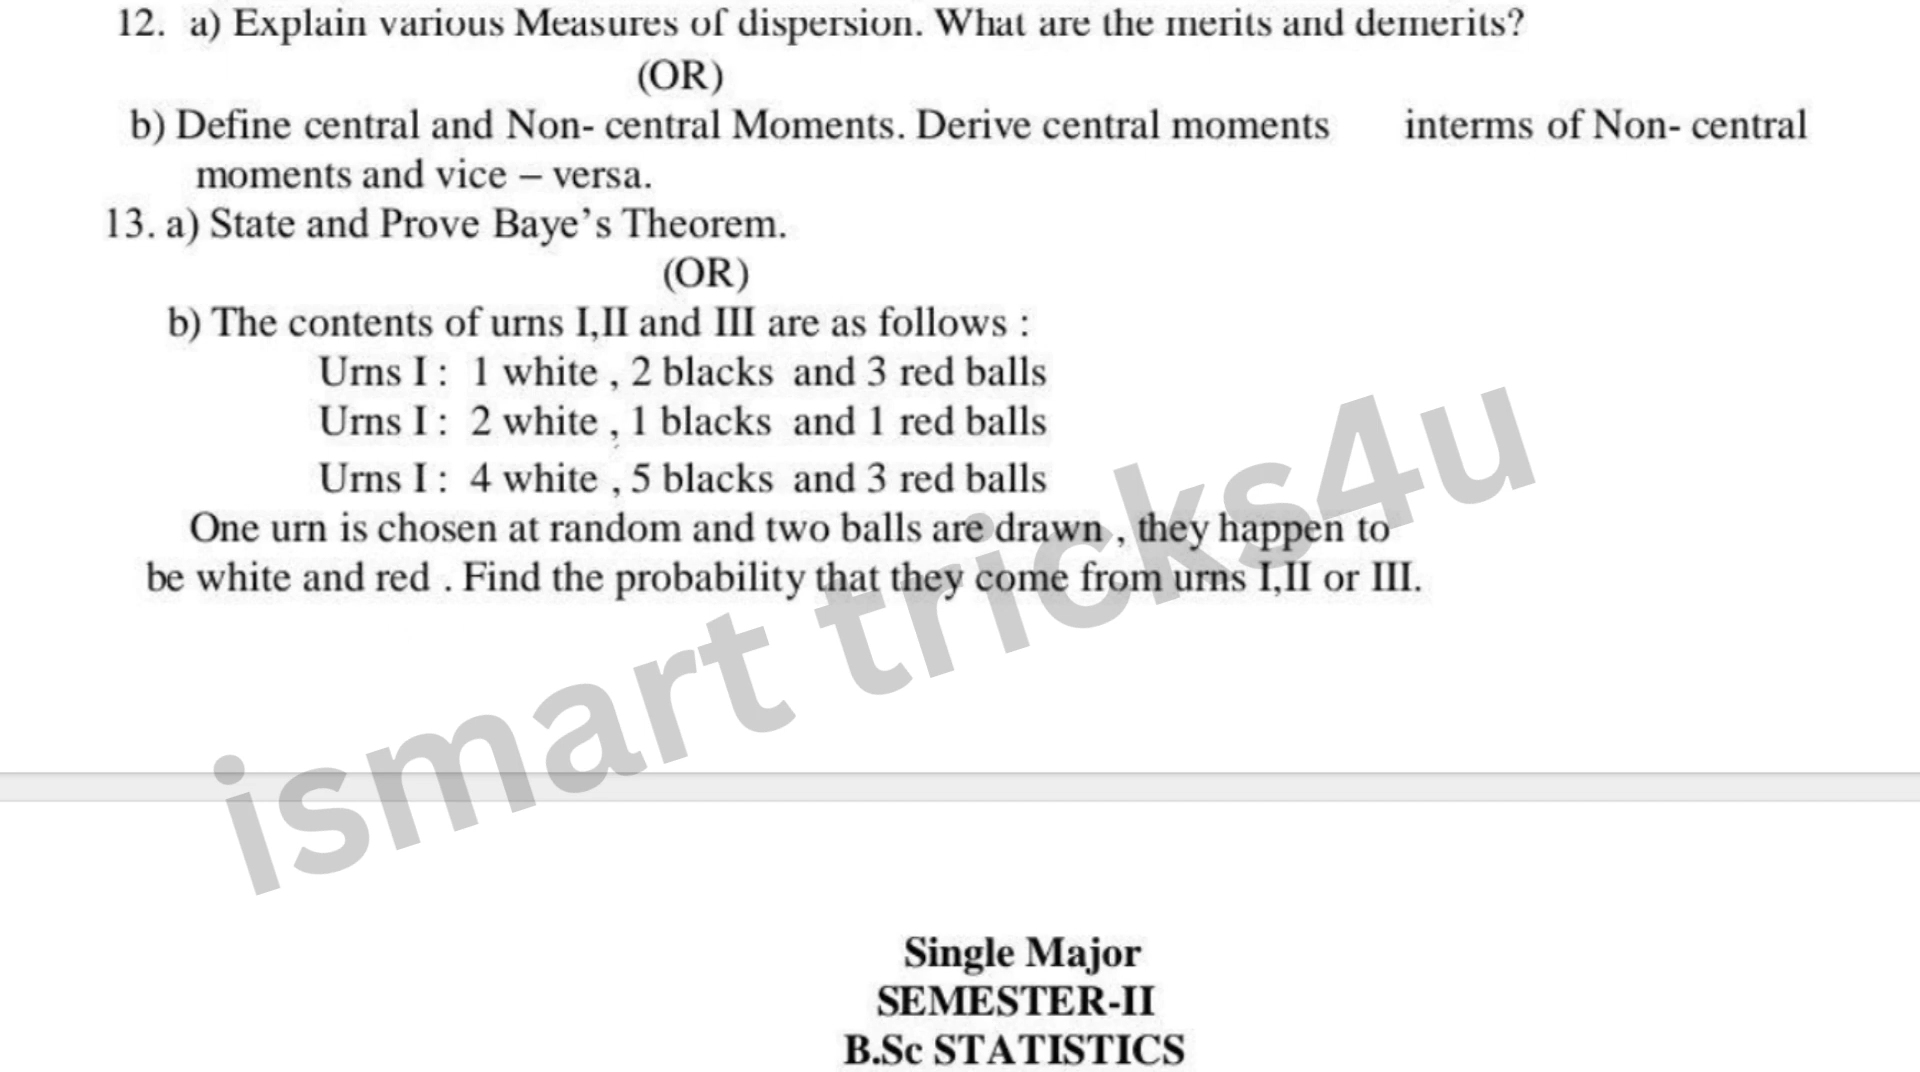 12. a) Explain various Measures of dispersion. What are the merits and demerits?
(OR)
b) Define central and Non- central Moments. Derive central moments interms of Non- central
moments and vice – versa.
13. a) State and Prove Baye’s Theorem.
(OR)
b) The contents of urns I,II and III are as follows :
Urns I : 1 white , 2 blacks and 3 red balls
Urns I : 2 white , 1 blacks and 1 red balls
Urns I : 4 white , 5 blacks and 3 red balls
One urn is chosen at random and two balls are drawn , they happen to
be white and red . Find the probability that they come from urns I,II or III.
ismart tricks4u
Single Major
SEMESTER-II
B.Sc STATISTICS